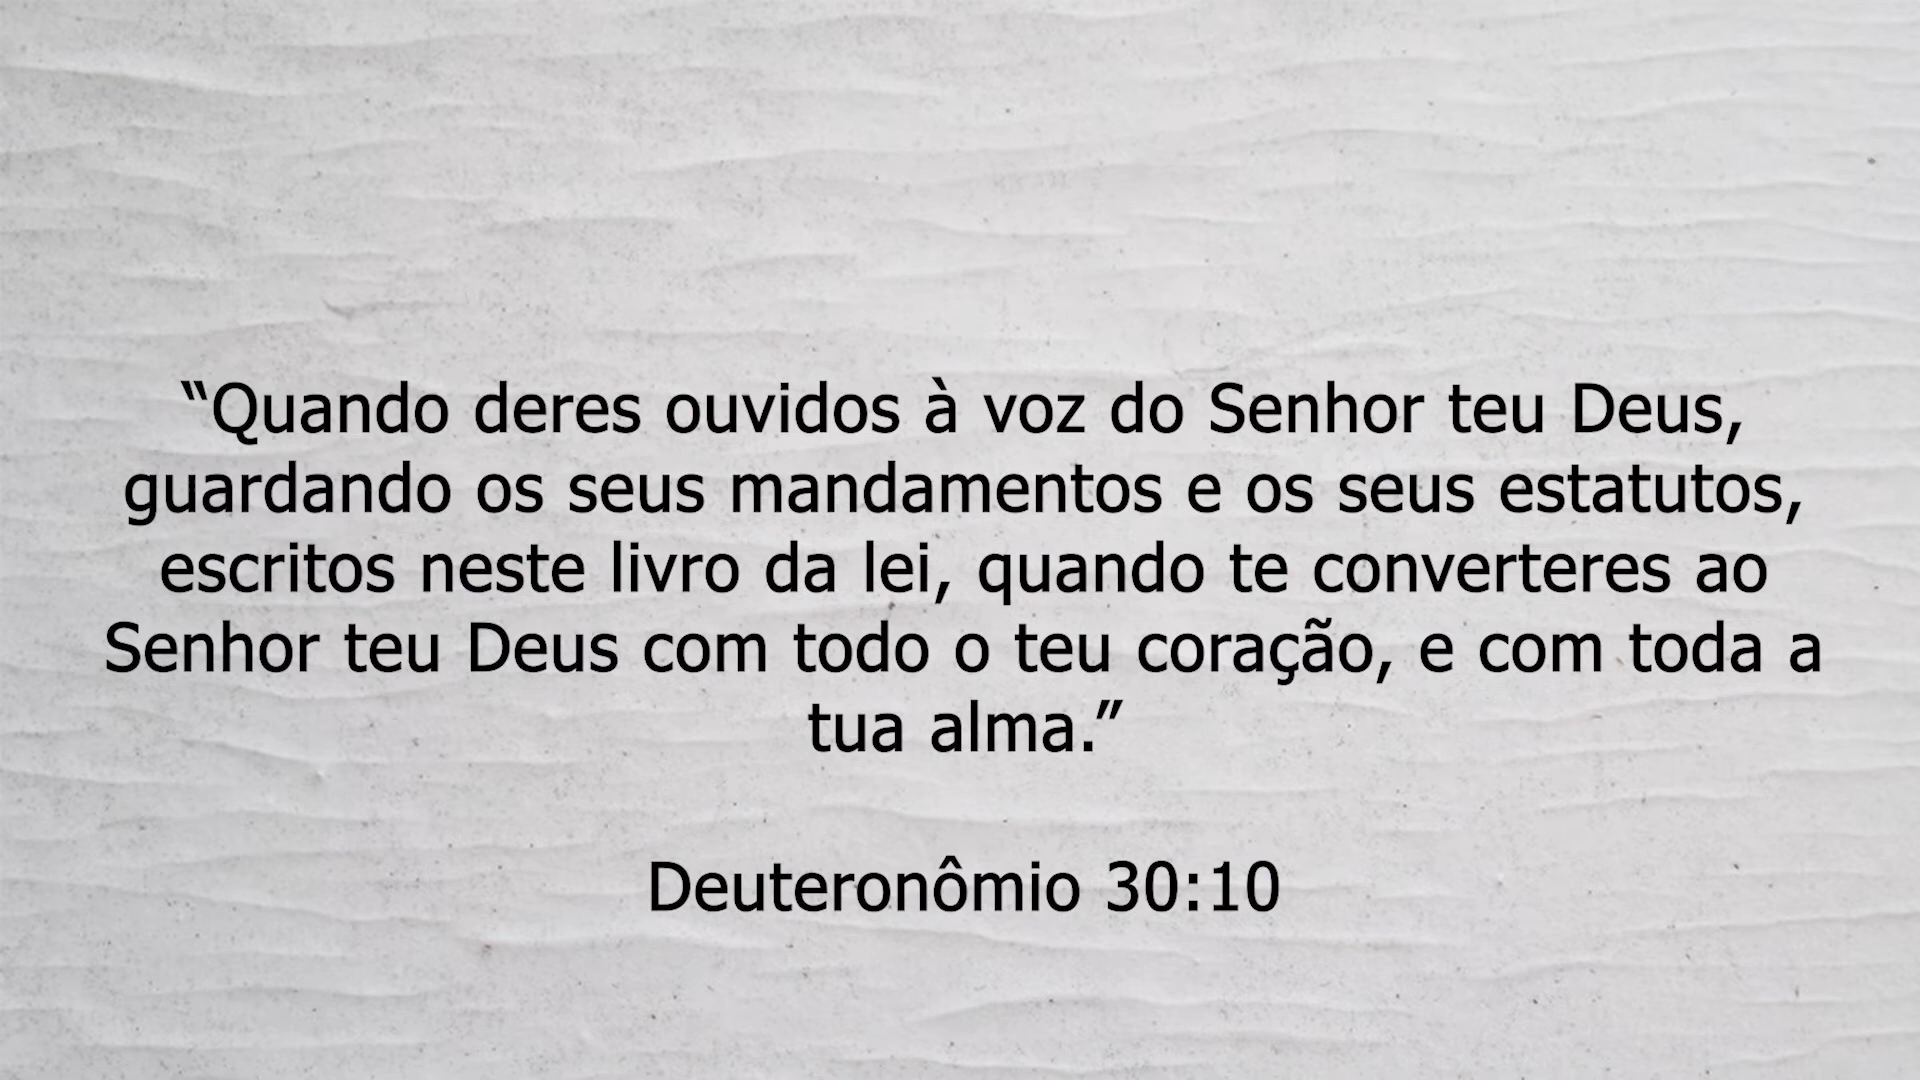 “Quando deres ouvidos à voz do Senhor teu Deus,
guardando os seus mandamentos e os seus estatutos,
escritos neste livro da lei, quando te converteres ao
Senhor teu Deus com todo o teu coração, e com toda a
tua alma.”
Deuteronômio 30:10